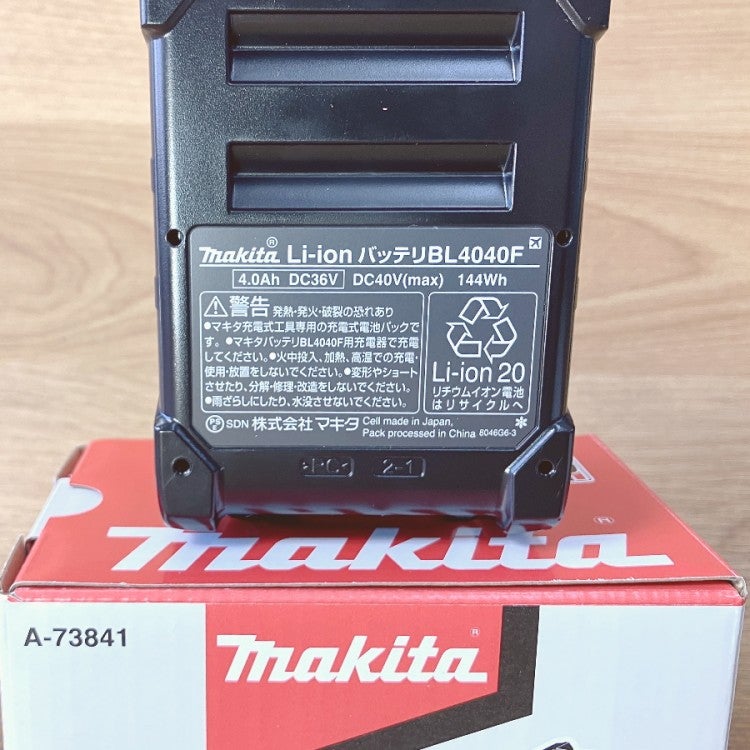 makita® Li-ion バッテリBL4040F
4.0Ah DC36V DC40V(max) 144Wh
警告 発熱・発火・破裂の恐れあり
●マキタ充電式工具専用の充電式電池パックで
す。●マキタバッテリBL4040F用充電器で充電
してください。●火中投入、加熱、高温での充電・
使用・放置をしないでください。●変形やショート
させたり、分解・修理・改造をしないでください。
●雨ざらしにしたり、水没させないでください。
Li-ion 20
リチウムイオン電池
はリサイクルへ
PS E SDN 株式会社 マキタ
Cell made in Japan,
Pack processed in China 8046G6-3 *
>PC< 2-1
makita®
A-73841
makita®